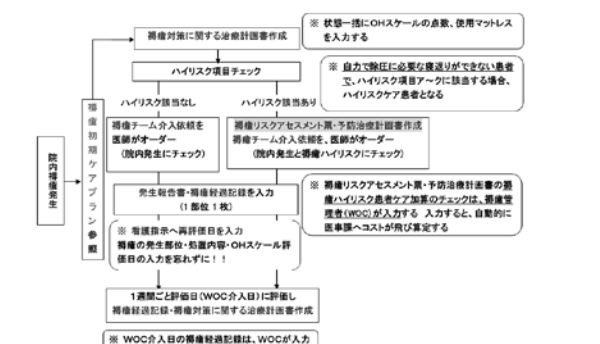 褥瘡対策に関する治療計画書作成
※ 状態一括にOHスケールの点数、使用マットレス
を入力する
ハイリスク項目チェック
※ 自力で除圧に必要な寝返りができない患者
で、ハイリスク項目ア～クに該当する場合、
ハイリスクケア患者となる
ハイリスク該当なし
ハイリスク該当あり
院内褥瘡発生
褥瘡初期ケアプラン参照
褥瘡チーム介入依頼を
医師がオーダー
(院内発生にチェック)
褥瘡リスクアセスメント票・予防治療計画書作成
褥瘡チーム介入依頼を、医師がオーダー
(院内発生と褥瘡ハイリスクにチェック)
発生報告書・褥瘡経過記録を入力
(1部位1枚)
※ 褥瘡リスクアセスメント票・予防治療計画書の褥
瘡ハイリスク患者ケア加算のチェックは、褥瘡管
理者(WOC)が入力する 入力すると、自動的に
医事課へコストが飛び算定する
※ 看護指示へ再評価日を入力
褥瘡の発生部位・処置内容・OHスケール評
価日の入力を忘れずに！！
1週間ごと評価日(WOC介入日)に評価し
褥瘡経過記録・褥瘡対策に関する治療計画書作成
※ WOC介入日の褥瘡経過記録は、WOCが入力